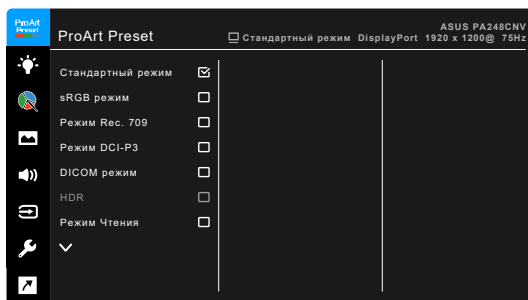 ProArt
Preset
ProArt Preset
ASUS PA248CNV
Стандартный режим DisplayPort 1920 x 1200@ 75Hz
Стандартный режим
sRGB режим
Режим Rec. 709
Режим DCI-P3
DICOM режим
HDR
Режим Чтения